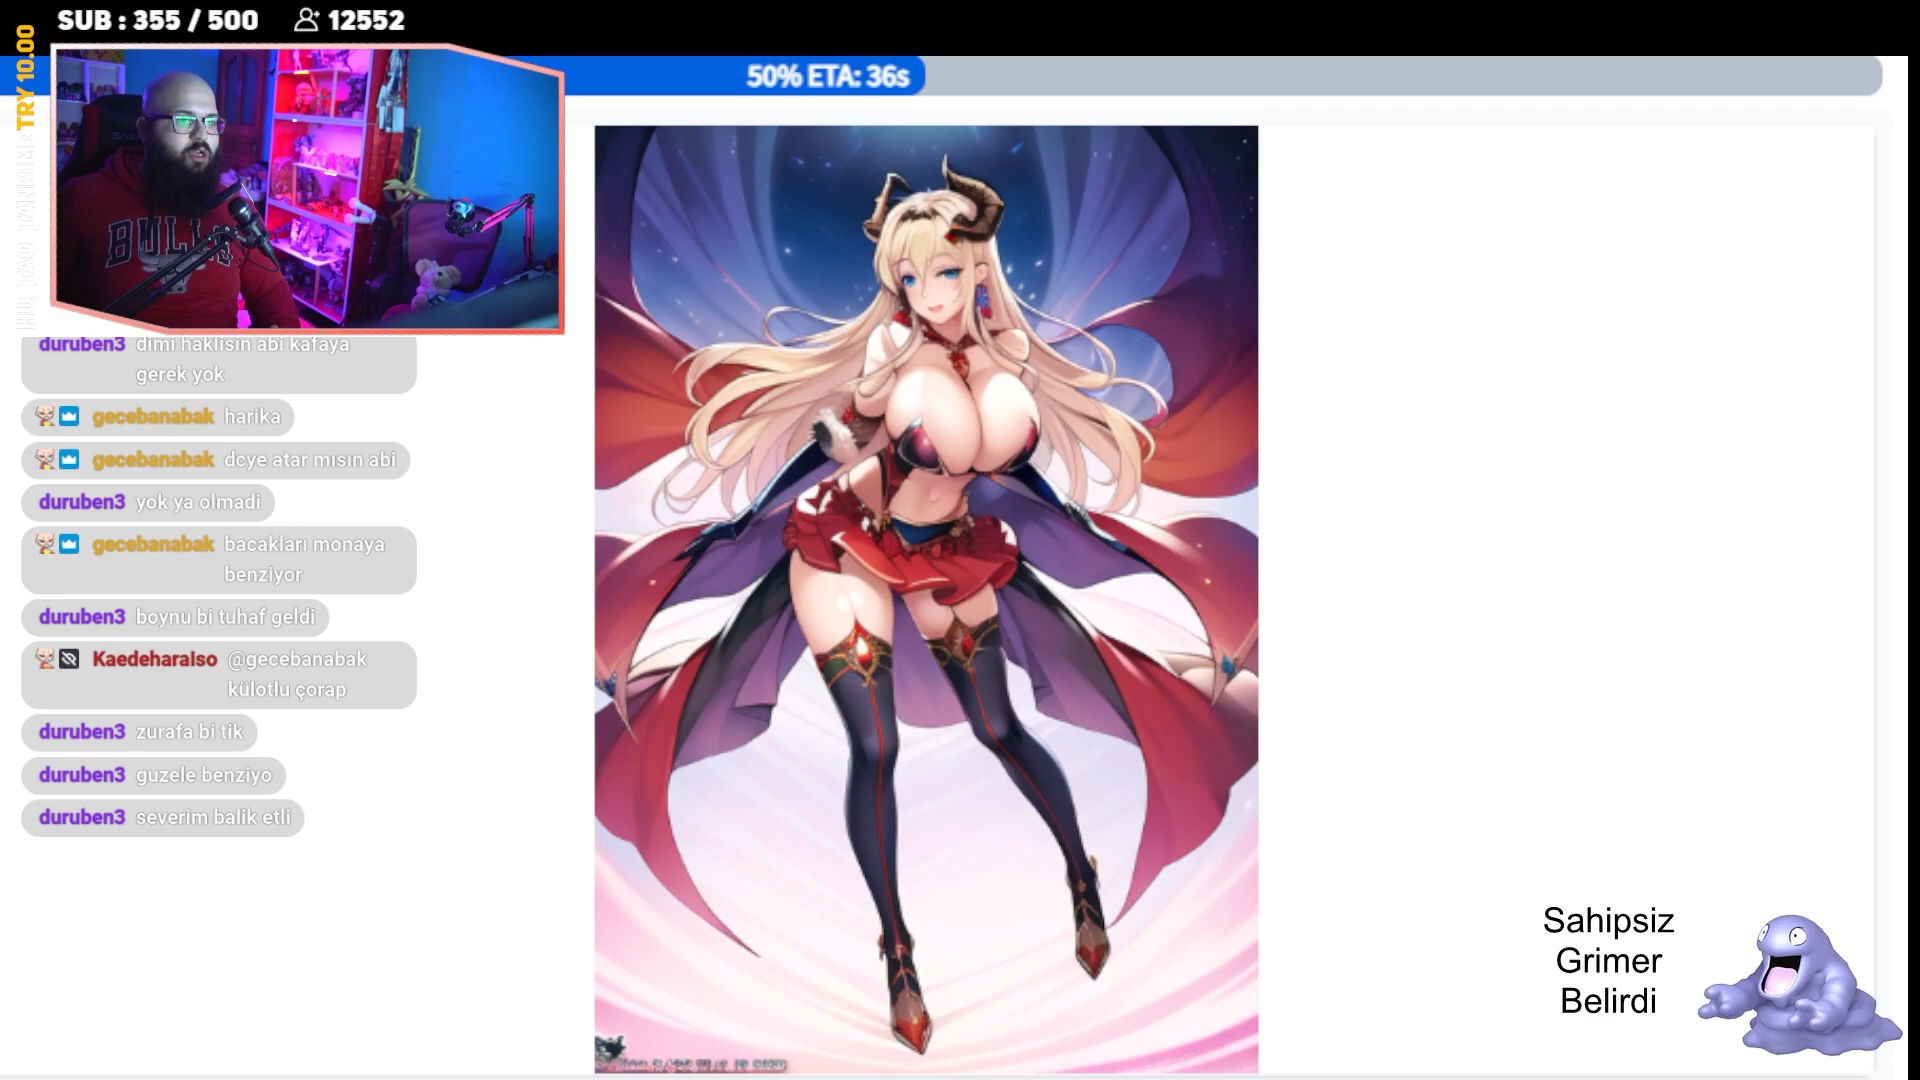 SUB : 355 / 500 12552
TRY 10.00
50% ETA: 36s
BULL
duruben3 dimi haklisin abi kafaya
gerek yok
gecebanabak harika
gecebanabak dcye atar mısın abi
duruben3 yok ya olmadi
gecebanabak bacakları monaya
benziyor
duruben3 boynu bi tuhaf geldi
KaedeharaIso @gecebanabak
külotlu çorap
duruben3 zurafa bi tik
duruben3 guzele benziyo
duruben3 severim balik etli
Sahipsiz
Grimer
Belirdi